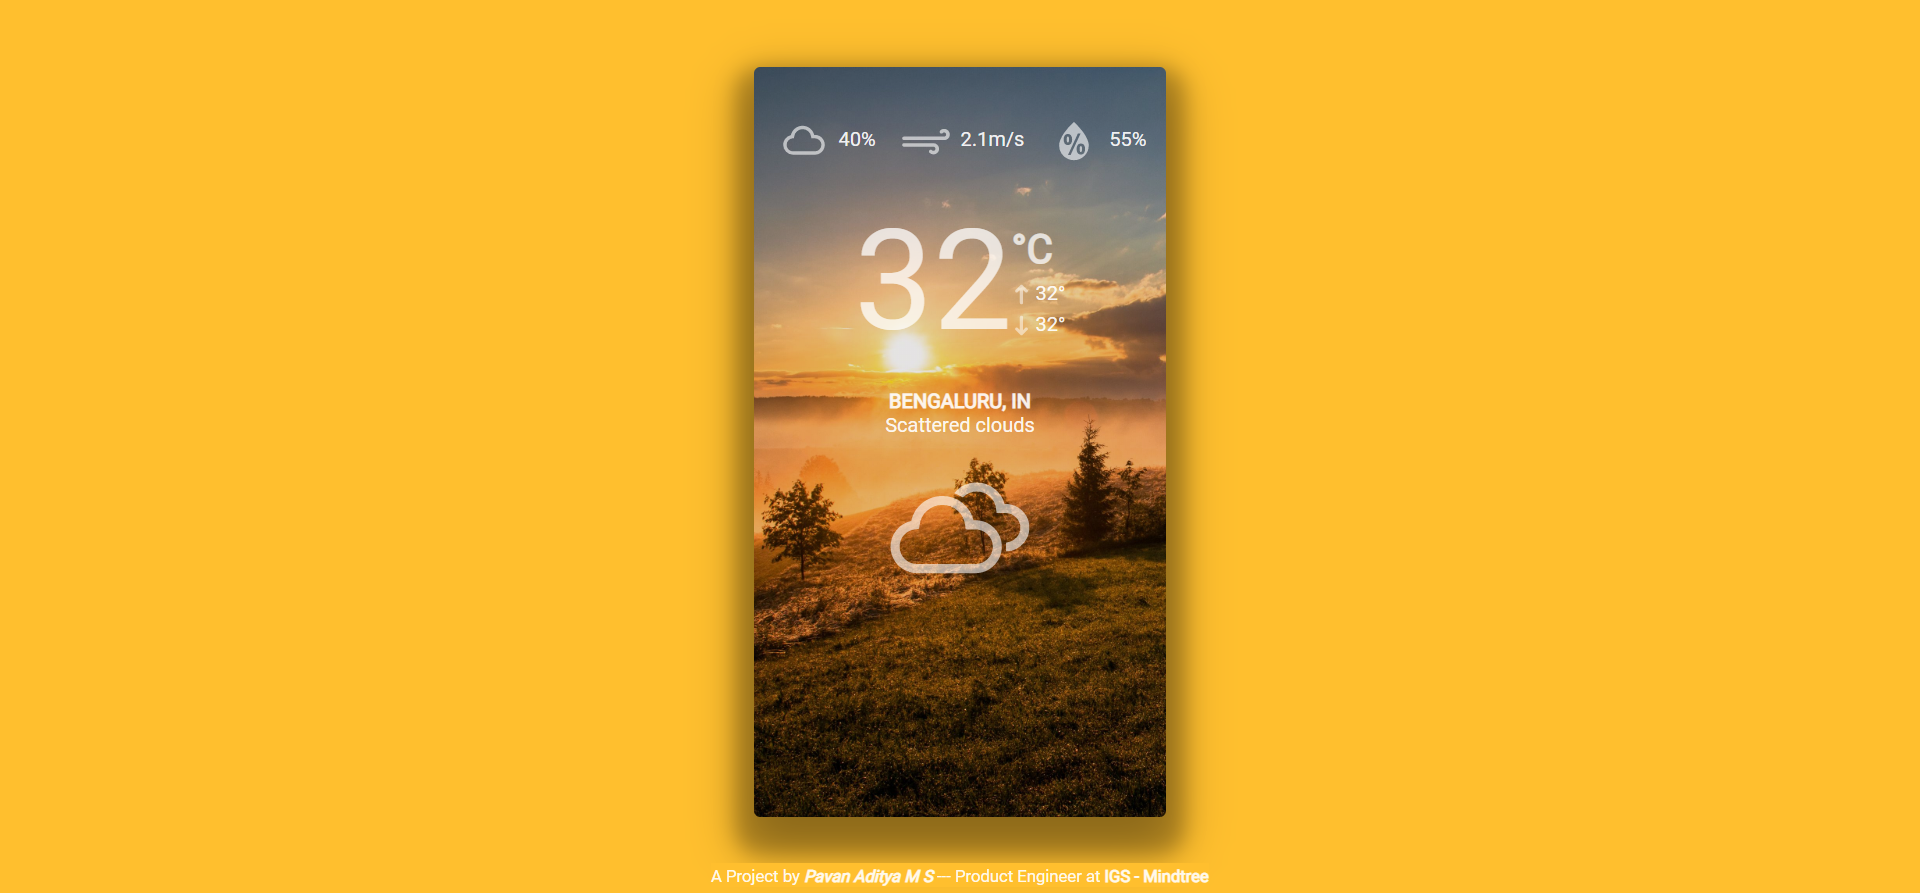 40% 2.1m/s % 55%
32 °C
32°
32°
BENGALURU, IN
Scattered clouds
A Project by Pavan Aditya M S — Product Engineer at IGS - Mindtree